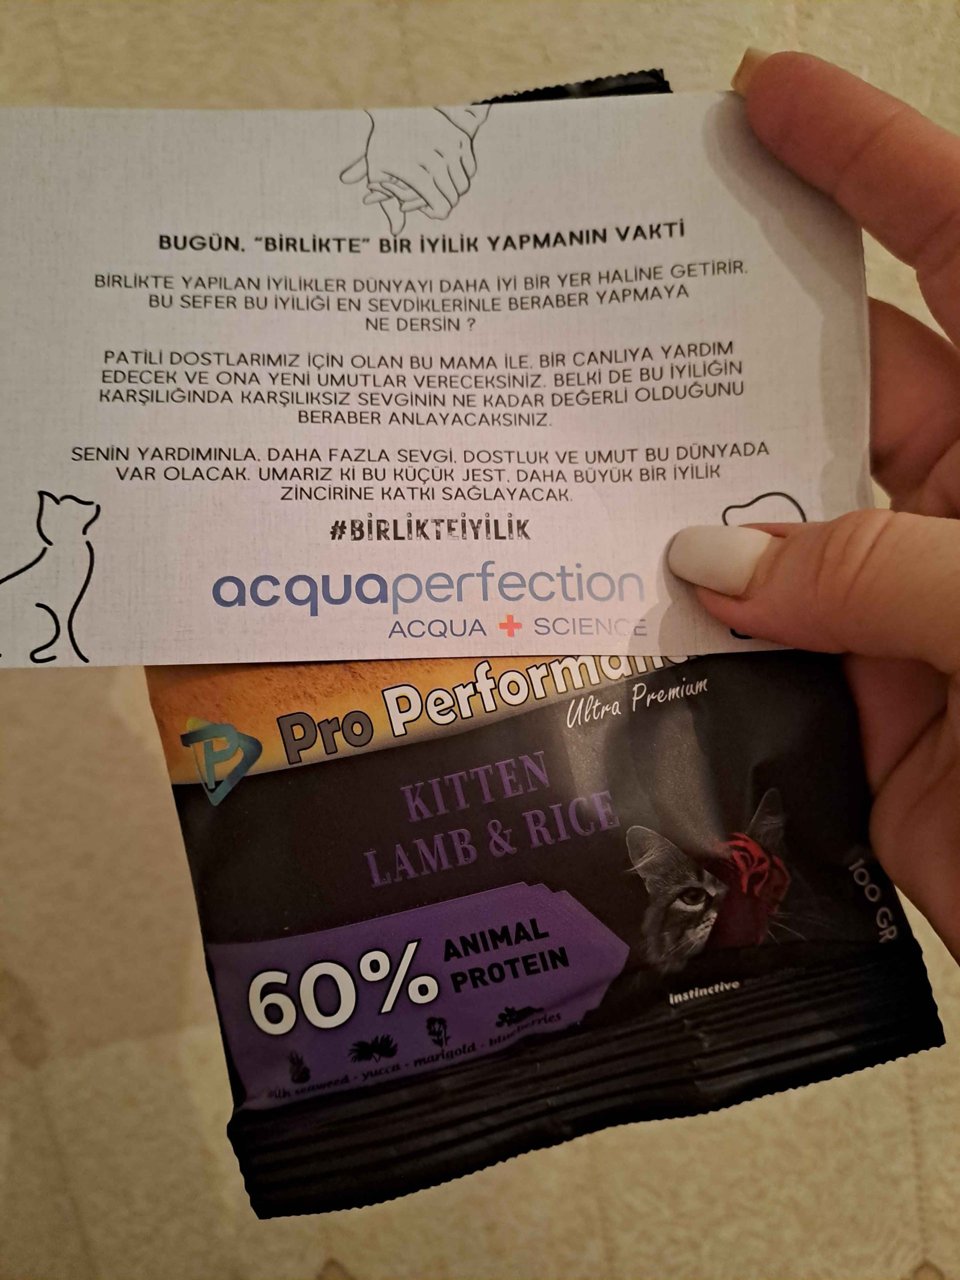 BUGÜN, “BİRLİKTE” BİR İYİLİK YAPMANIN VAKTİ
BİRLİKTE YAPILAN İYİLİKLER DÜNYAYI DAHA İYİ BİR YER HALİNE GETİRİR.
BU SEFER BU İYİLİĞİ EN SEVDİKLERİNLE BERABER YAPMAYA
NE DERSİN ?
PATİLİ DOSTLARIMIZ İÇİN OLAN BU MAMA İLE, BİR CANLIYA YARDIM
EDECEK VE ONA YENİ UMUTLAR VERECEKSİNİZ. BELKİ DE BU İYİLİĞİN
KARŞILIĞINDA KARŞILIKSIZ SEVGİNİN NE KADAR DEĞERLİ OLDUĞUNU
BERABER ANLAYACAKSINIZ.
SENİN YARDIMINLA, DAHA FAZLA SEVGİ, DOSTLUK VE UMUT BU DÜNYADA
VAR OLACAK. UMARIZ Kİ BU KÜÇÜK JEST, DAHA BÜYÜK BİR İYİLİK
ZİNCİRİNE KATKI SAĞLAYACAK.
#BİRLİKTEİYİLİK
acquaperfection
ACQUA + SCIENCE
Pro
Ultra Premium
KITTEN
LAMB & RICE
100 GR
60% ANIMAL
PROTEIN
Instinctive
with seaweed - yucca - marigold - blueberries